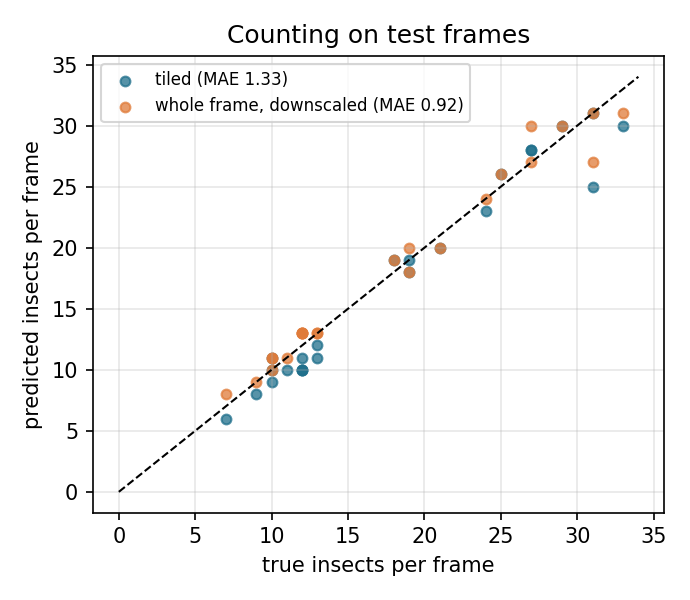 Counting on test frames
tiled (MAE 1.33)
whole frame, downscaled (MAE 0.92)
predicted insects per frame
35
30
25
20
15
10
5
0
0 5 10 15 20 25 30 35
true insects per frame